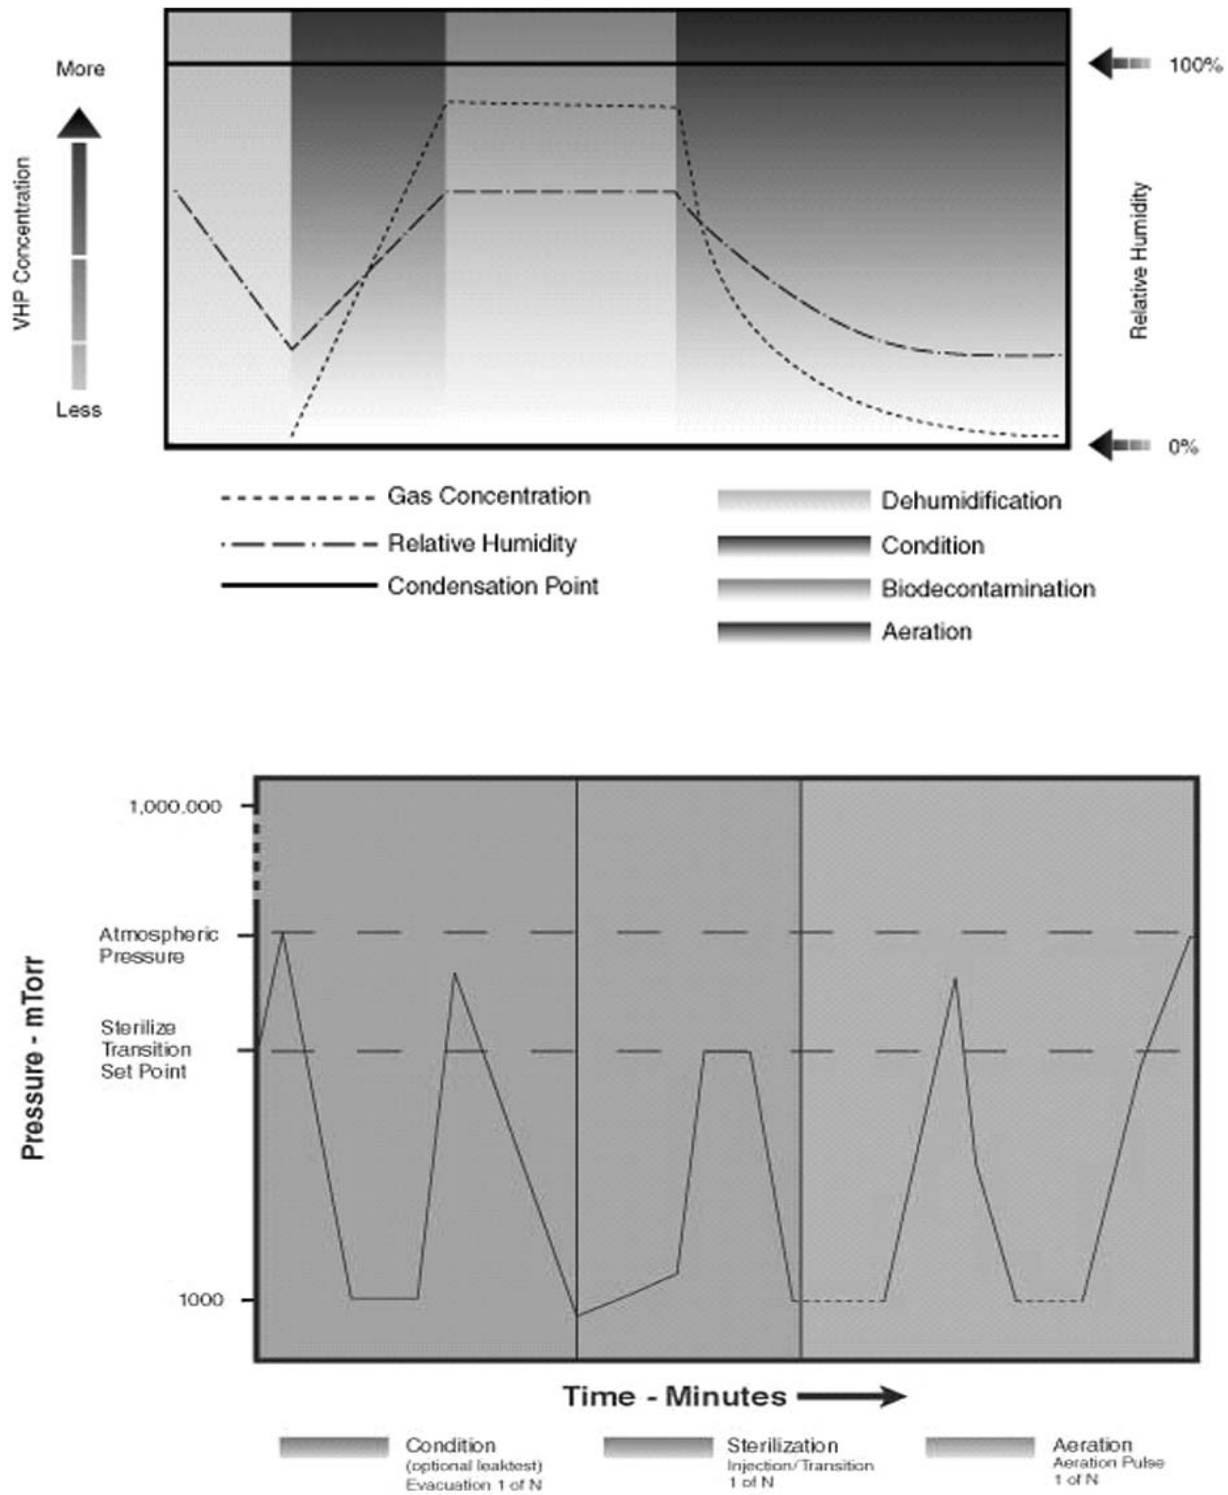 More
100%
VHP Concentration
Relative Humidity
Less
0%
Gas Concentration
Relative Humidity
Condensation Point
Dehumidification
Condition
Biodecontamination
Aeration
1,000,000
Atmospheric
Pressure
Sterilize
Transition
Set Point
Pressure - mTorr
1000
Time - Minutes
Condition
(optional leaktest)
Evacuation 1 of N
Sterilization
Injection/Transition
1 of N
Aeration
Aeration Pulse
1 of N